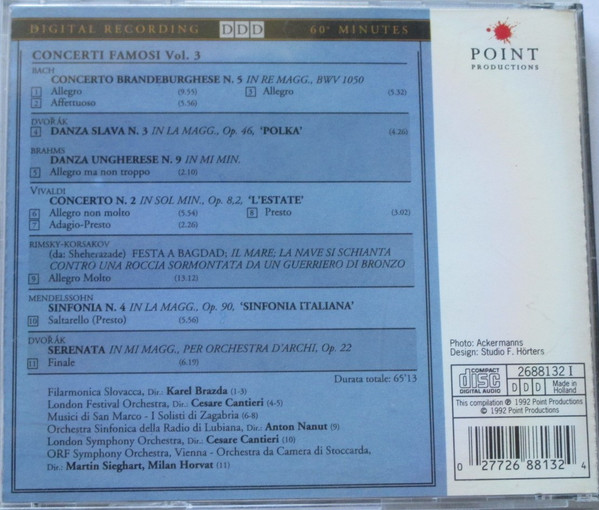 DIGITAL RECORDING DDD 60' MINUTES
CONCERTI FAMOSI Vol. 3
BACH
CONCERTO BRANDEBURGHESE N. 5 IN RE MAGG., BWV 1050
1 Allegro (9.55) 3 Allegro (5.32)
2 Affettuoso (5.56)
DVOŘÁK
4 DANZA SLAVA N. 3 IN LA MAGG., Op. 46, 'POLKA' (4.26)
BRAHMS
DANZA UNGHERESE N. 9 IN MI MIN.
5 Allegro ma non troppo (2.10)
VIVALDI
CONCERTO N. 2 IN SOL MIN., Op. 8,2, 'L'ESTATE'
6 Allegro non molto (5.54) 8 Presto (3.02)
7 Adagio-Presto (2.26)
RIMSKY-KORSAKOV
(da: Sheherazade) FESTA A BAGDAD; IL MARE; LA NAVE SI SCHIANTA
CONTRO UNA ROCCIA SORMONTATA DA UN GUERRIERO DI BRONZO
9 Allegro Molto (13.12)
MENDELSSOHN
SINFONIA N. 4 IN LA MAGG., Op. 90, 'SINFONIA ITALIANA'
10 Saltarello (Presto) (5.56)
DVOŘÁK
SERENATA IN MI MAGG., PER ORCHESTRA D'ARCHI, Op. 22
11 Finale (6.19)
Durata totale: 65'13
Filarmonica Slovacca, Dir.: Karel Brazda (1-3)
London Festival Orchestra, Dir.: Cesare Cantieri (4-5)
Musici di San Marco - I Solisti di Zagabria (6-8)
Orchestra Sinfonica della Radio di Lubiana, Dir.: Anton Nanut (9)
London Symphony Orchestra, Dir.: Cesare Cantieri (10)
ORF Symphony Orchestra, Vienna - Orchestra da Camera di Stoccarda,
Dir.: Martin Sieghart, Milan Horvat (11)
POINT
PRODUCTIONS
Photo: Ackermanns
Design: Studio F. Hörters
COMPACT
disc
DIGITAL AUDIO
2688132 I
DDD
Made in
Holland
This compilation ℗ 1992 Point Productions
© 1992 Point Productions
0 27726 88132 4